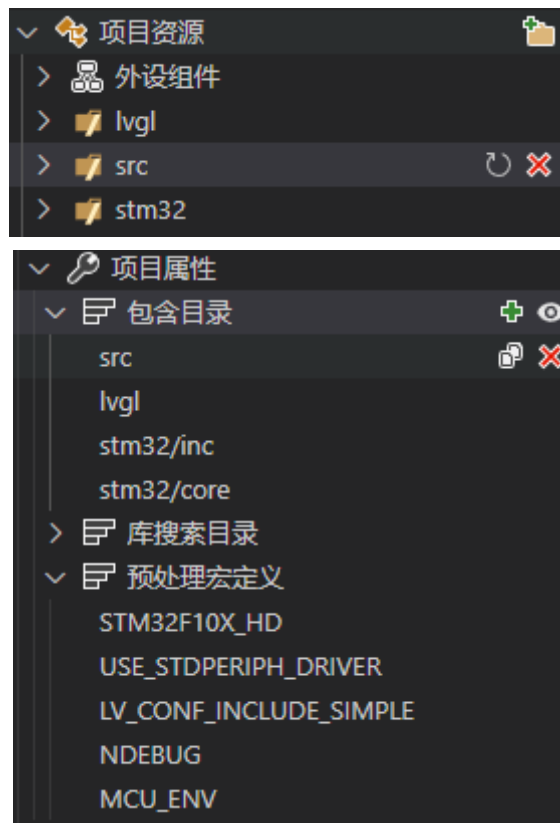 项目资源
外设组件
lvgl
src
stm32
项目属性
包含目录
src
lvgl
stm32/inc
stm32/core
库搜索目录
预处理宏定义
STM32F10X_HD
USE_STDPERIPH_DRIVER
LV_CONF_INCLUDE_SIMPLE
NDEBUG
MCU_ENV